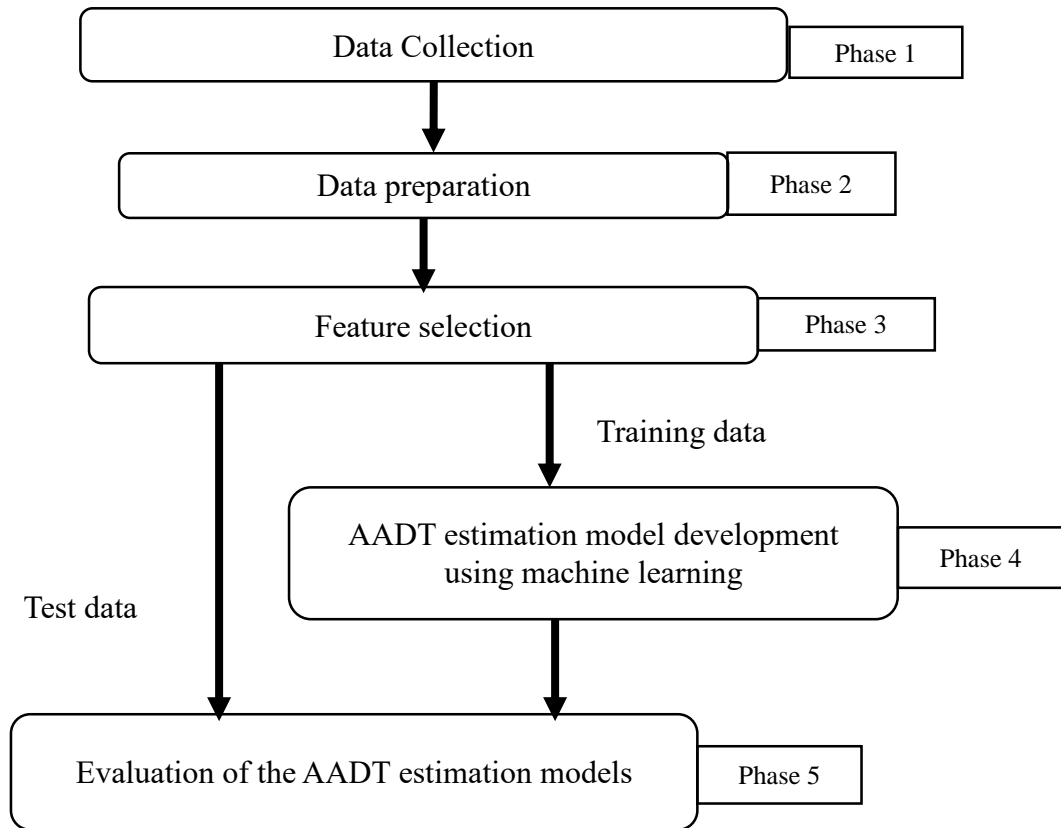 Data Collection
Phase 1
Data preparation
Phase 2
Feature selection
Phase 3
Training data
AADT estimation model development
using machine learning
Phase 4
Test data
Evaluation of the AADT estimation models
Phase 5